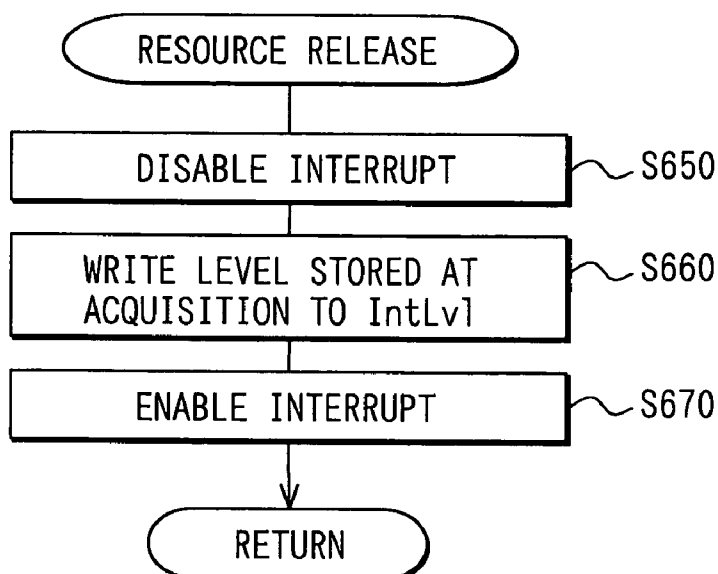 RESOURCE RELEASE
DISABLE INTERRUPT
S650
WRITE LEVEL STORED AT
ACQUISITION TO IntLvl
S660
ENABLE INTERRUPT
S670
RETURN